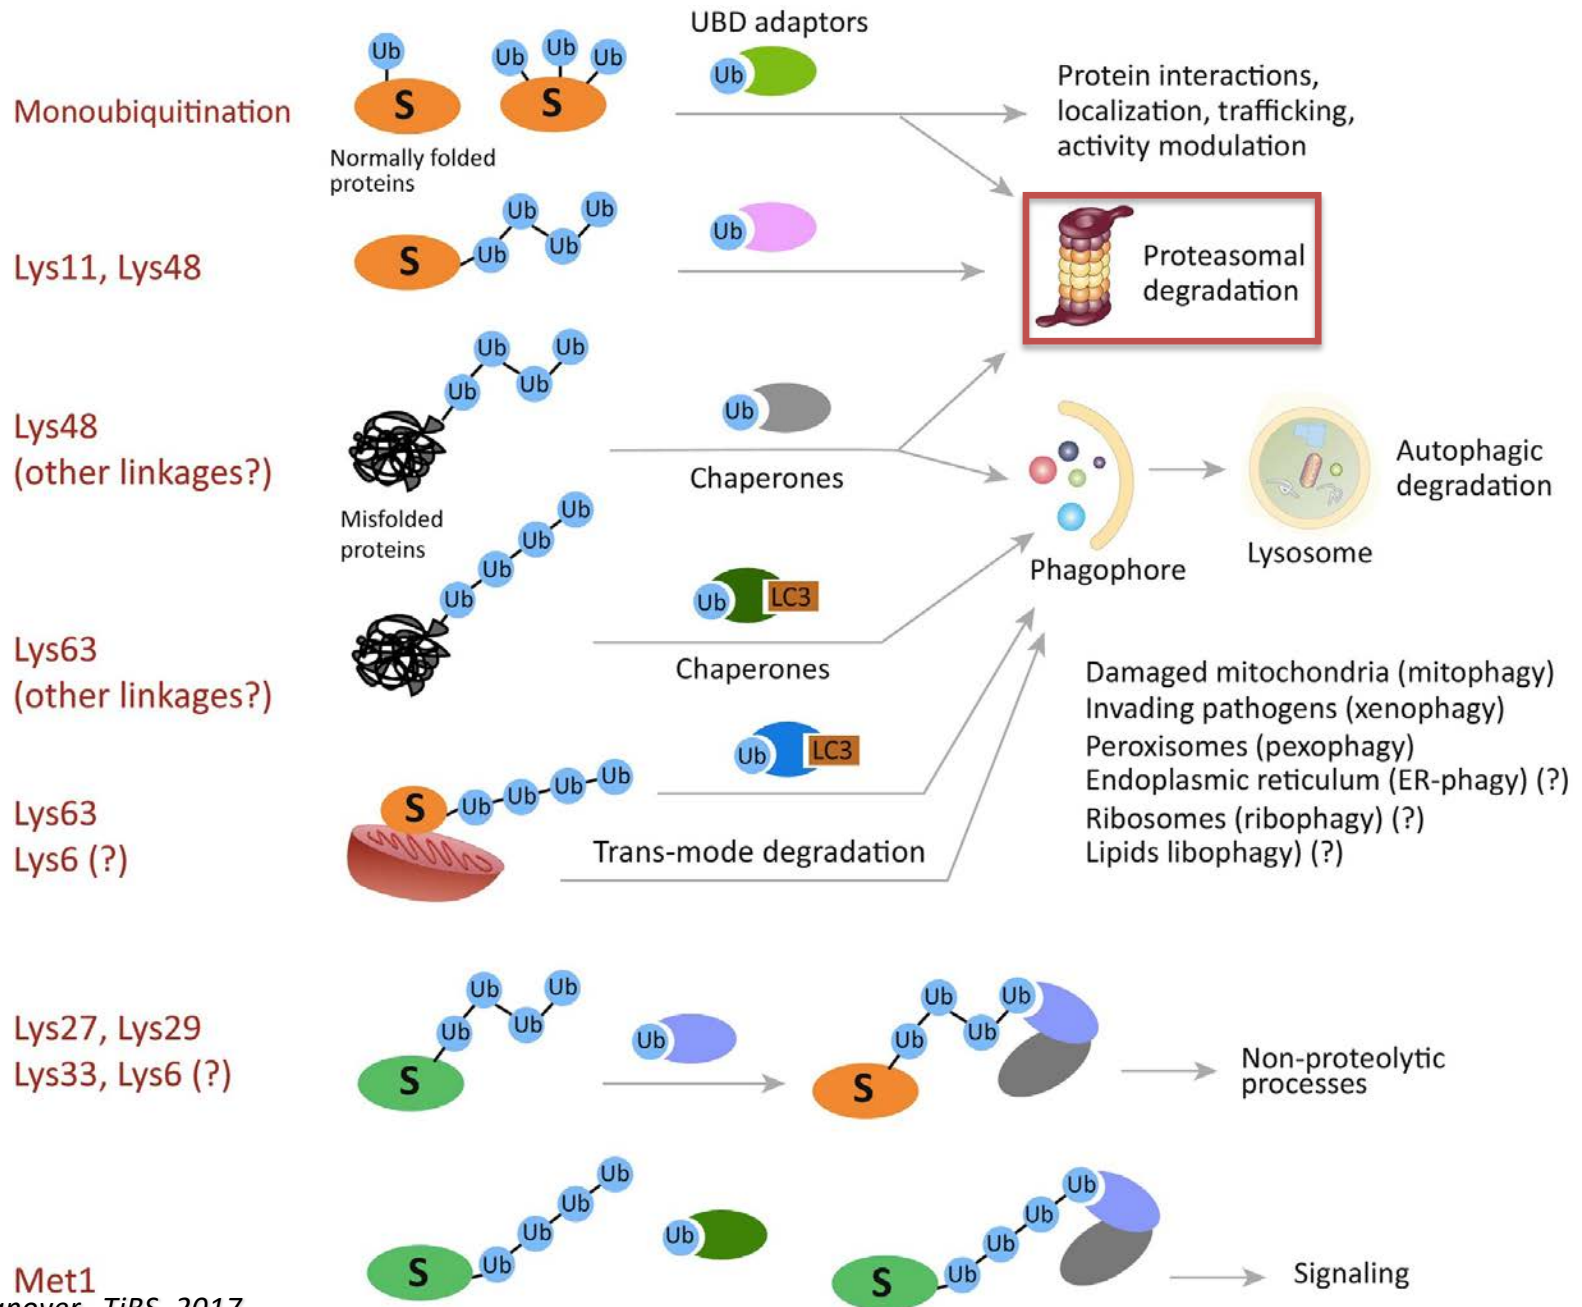 UBD adaptors
Ub
Ub
Ub
Ub
Ub
S
S
Monoubiquitination
Protein interactions,
localization, trafficking,
activity modulation
Normally folded
proteins
Ub
Ub
Ub
Ub
Ub
S
Lys11, Lys48
Proteasomal
degradation
Ub
Ub
Ub
Ub
Ub
Lys48
(other linkages?)
Chaperones
Autophagic
degradation
Misfolded
proteins
Phagophore
Lysosome
Ub
Ub
Ub
Ub
Ub
LC3
Lys63
(other linkages?)
Chaperones
Damaged mitochondria (mitophagy)
Invading pathogens (xenophagy)
Peroxisomes (pexophagy)
Endoplasmic reticulum (ER-phagy) (?)
Ribosomes (ribophagy) (?)
Lipids libophagy) (?)
Ub
LC3
S
Ub
Ub
Ub
Ub
Lys63
Lys6 (?)
Trans-mode degradation
Ub
Ub
Ub
Ub
S
Ub
Ub
Ub
Ub
Ub
S
Lys27, Lys29
Lys33, Lys6 (?)
Non-proteolytic
processes
Ub
Ub
Ub
Ub
S
Ub
Ub
Ub
Ub
Ub
S
Met1
Signaling
TiBS, 2017